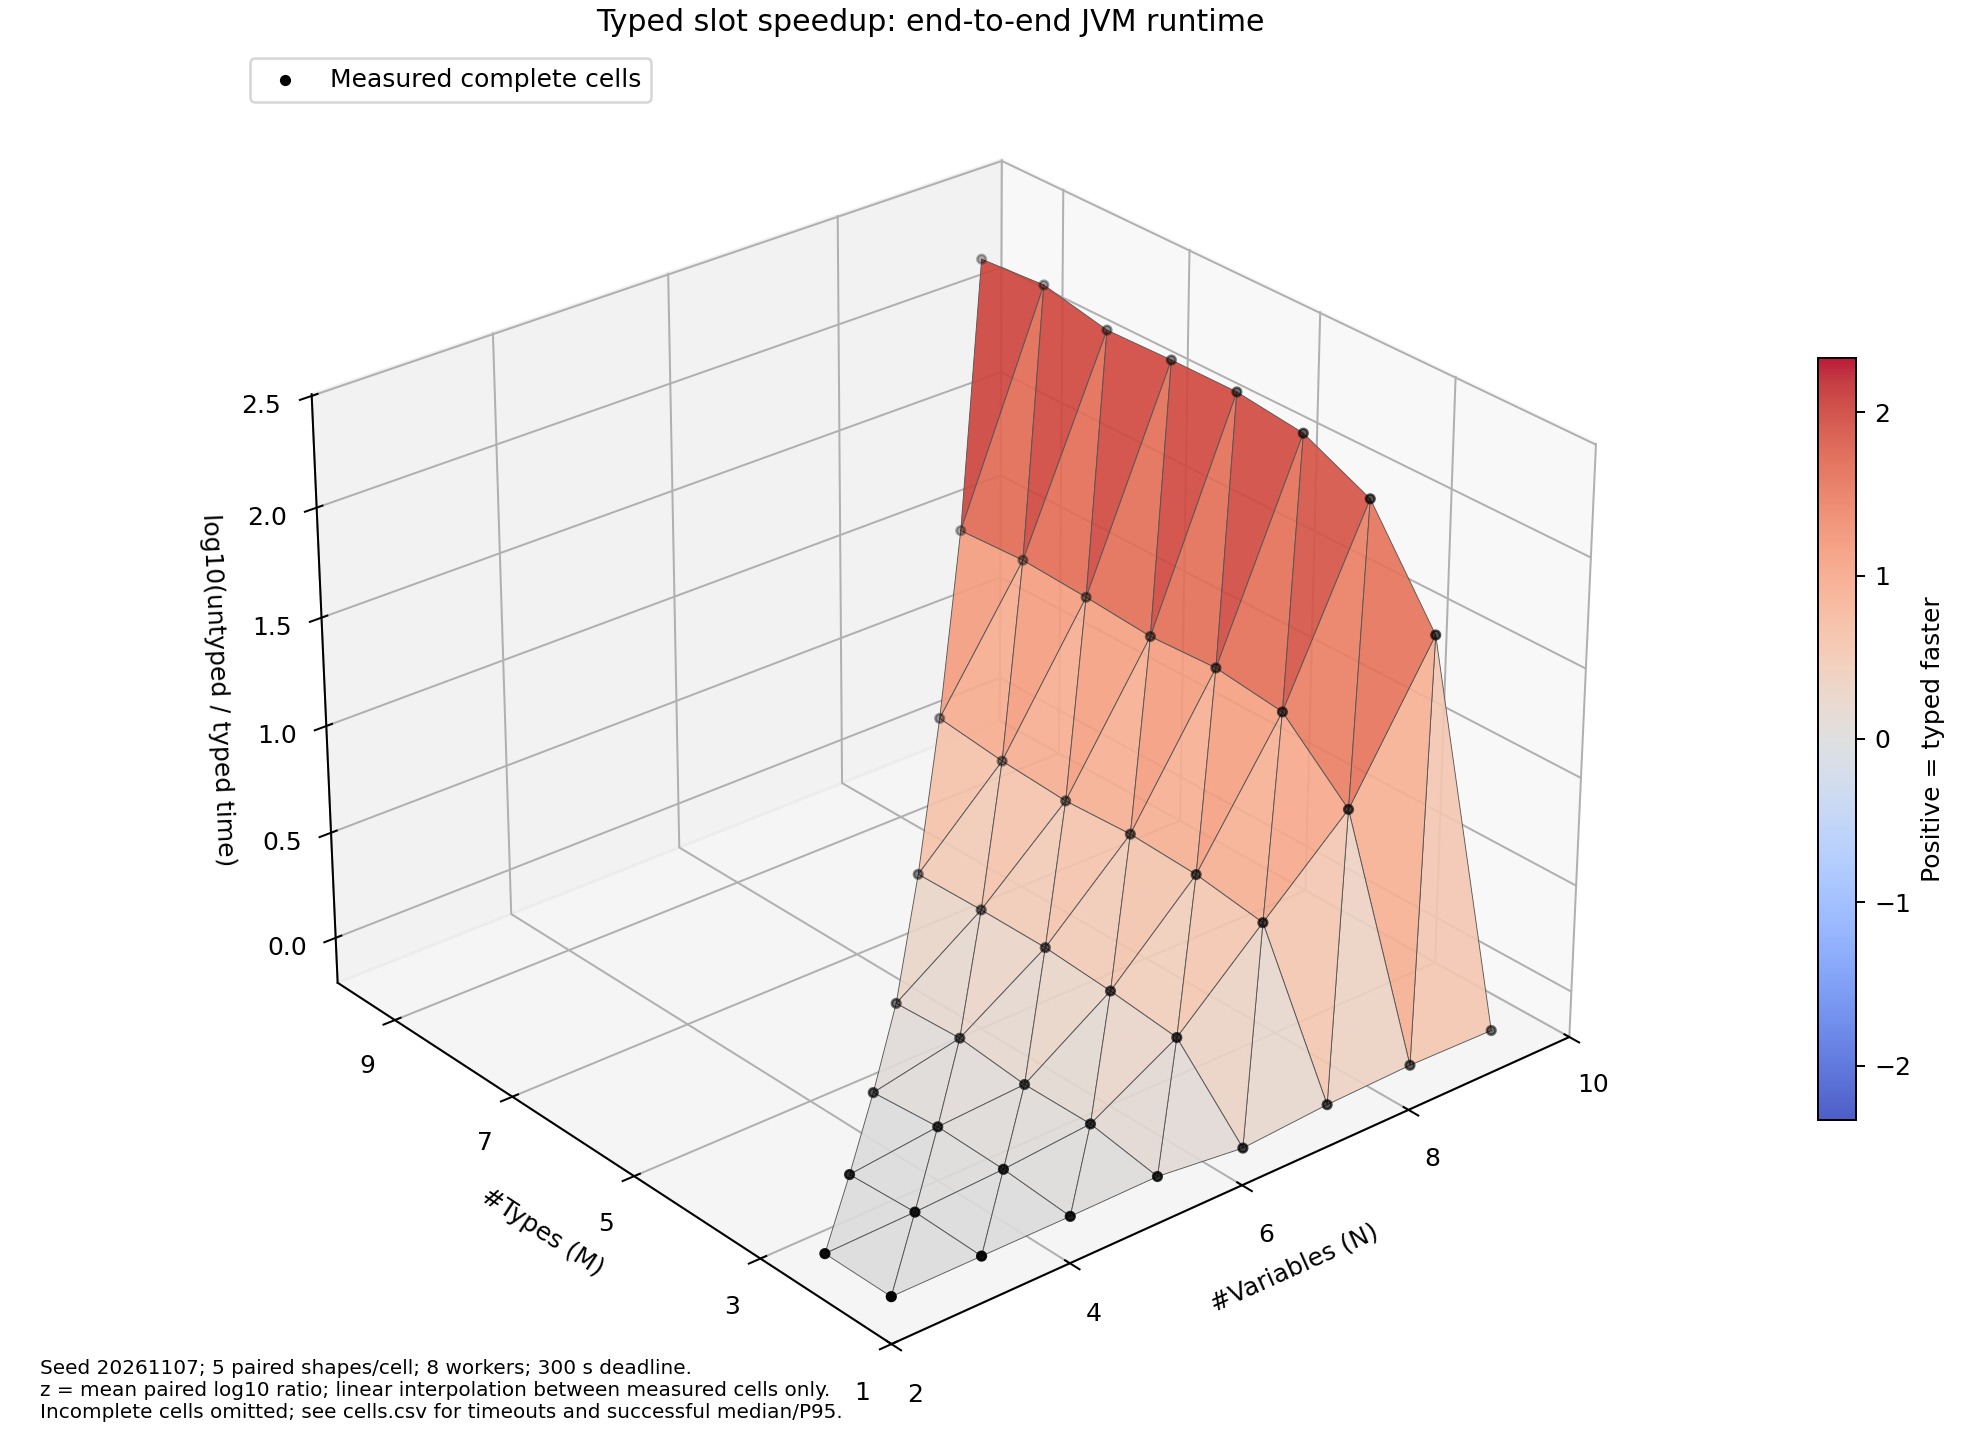 Typed slot speedup: end-to-end JVM runtime
Measured complete cells
2.5
2.0
1.5
1.0
0.5
0.0
log10(untyped / typed time)
9
7
5
3
1
#Types (M)
2
4
6
8
10
#Variables (N)
2
1
0
−1
−2
Positive = typed faster
Seed 20261107; 5 paired shapes/cell; 8 workers; 300 s deadline.
z = mean paired log10 ratio; linear interpolation between measured cells only.
Incomplete cells omitted; see cells.csv for timeouts and successful median/P95.